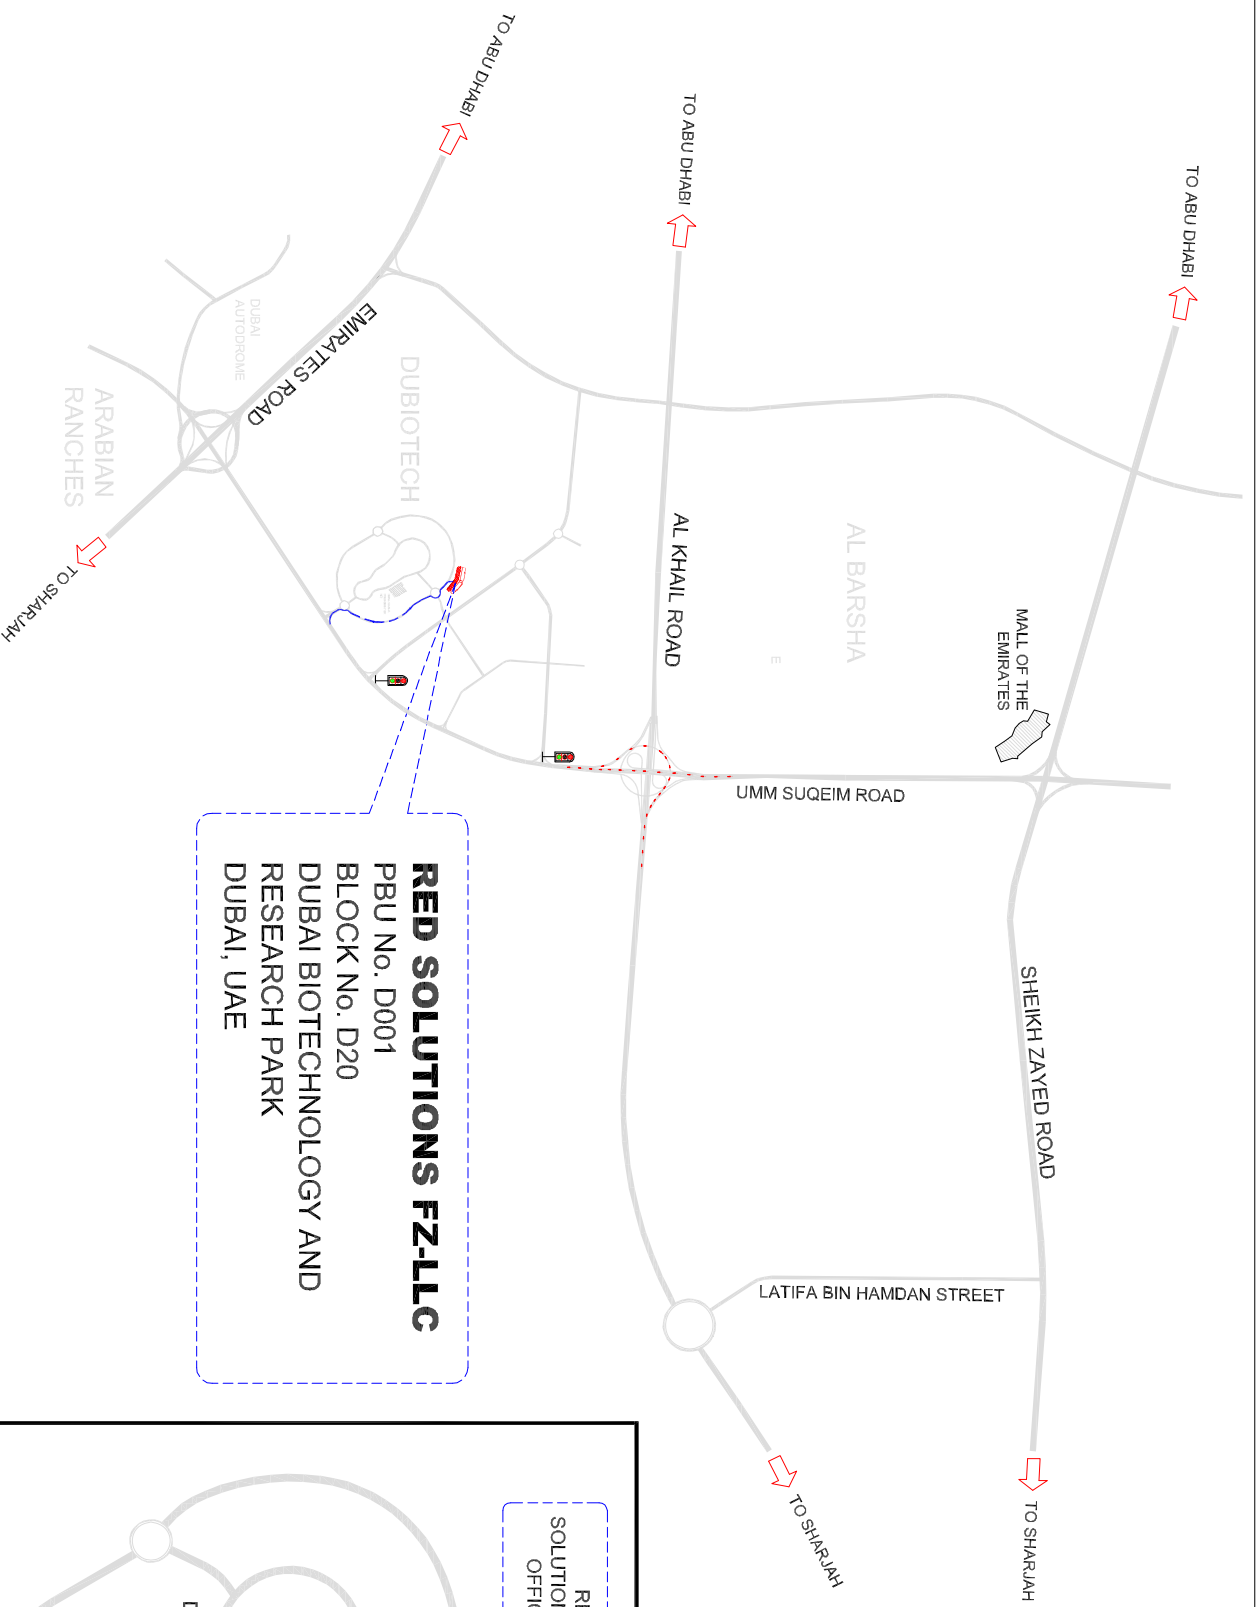 TO ABU DHABI
TO ABU DHABI
TO ABU DHABI
MALL OF THE
EMIRATES
SHEIKH ZAYED ROAD
TO SHARJAH
AL BARSHA
E
UMM SUQEIM ROAD
LATIFA BIN HAMDAN STREET
AL KHAIL ROAD
TO SHARJAH
DUBIOTECH
EMIRATES ROAD
DUBAI
AUTODROME
ARABIAN
RANCHES
TO SHARJAH
RED SOLUTIONS FZ-LLC
PBU No. D001
BLOCK No. D20
DUBAI BIOTECHNOLOGY AND
RESEARCH PARK
DUBAI, UAE